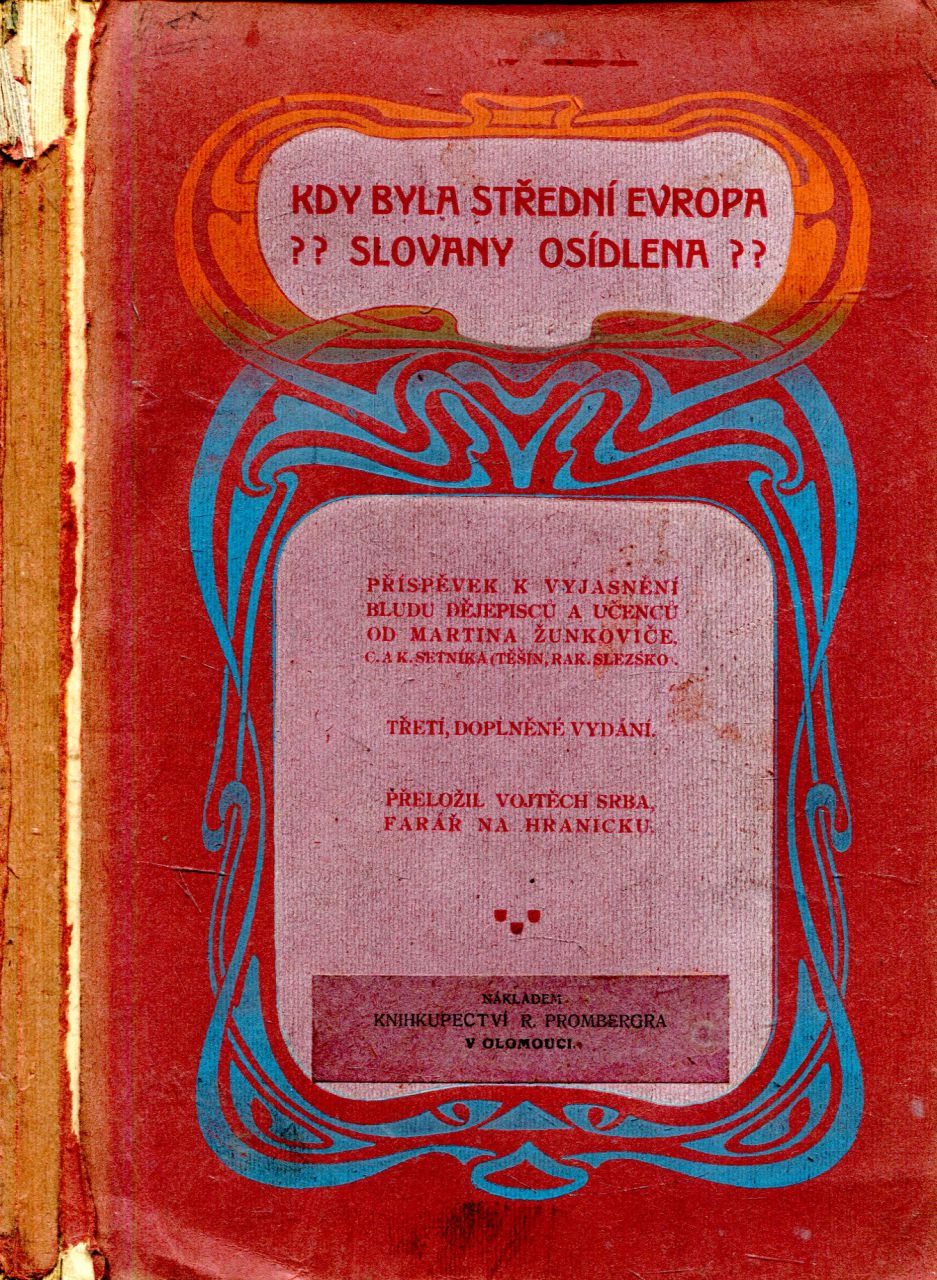 KDY BYLA STŘEDNÍ EVROPA
?? SLOVANY OSÍDLENA ??
PŘÍSPĚVEK K VYJASNĚNÍ
BLUDU DĚJEPISCŮ A UČENCŮ
OD MARTINA ŽUNKOVIČE,
C. A K. SETNÍKA (TĚŠÍN, RAK. SLEZSKO).
TŘETÍ, DOPLNĚNÉ VYDÁNÍ.
PŘELOŽIL VOJTĚCH SRBA,
FARÁŘ NA HRANICKU.
NÁKLADEM
KNIHKUPECTVÍ R. PROMBERGRA
V OLOMOUCI.